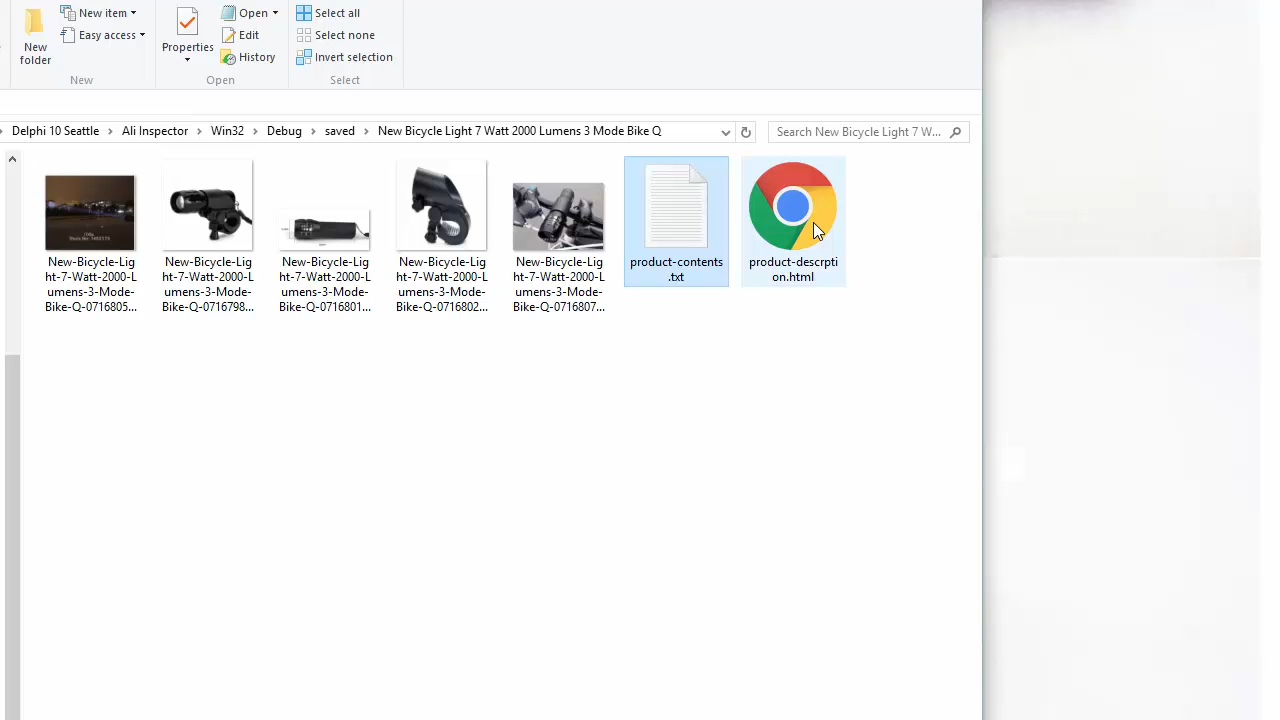 New item
Easy access
New
folder
New
Properties
Open
Edit
History
Open
Select all
Select none
Invert selection
Select
Delphi 10 Seattle > Ali Inspector > Win32 > Debug > saved > New Bicycle Light 7 Watt 2000 Lumens 3 Mode Bike Q
Search New Bicycle Light 7 W...
New-Bicycle-Lig
ht-7-Watt-2000-L
umens-3-Mode-
Bike-Q-0716805...
New-Bicycle-Lig
ht-7-Watt-2000-L
umens-3-Mode-
Bike-Q-0716798...
New-Bicycle-Lig
ht-7-Watt-2000-L
umens-3-Mode-
Bike-Q-0716801...
New-Bicycle-Lig
ht-7-Watt-2000-L
umens-3-Mode-
Bike-Q-0716802...
New-Bicycle-Lig
ht-7-Watt-2000-L
umens-3-Mode-
Bike-Q-0716807...
product-contents
.txt
product-descrpti
on.html